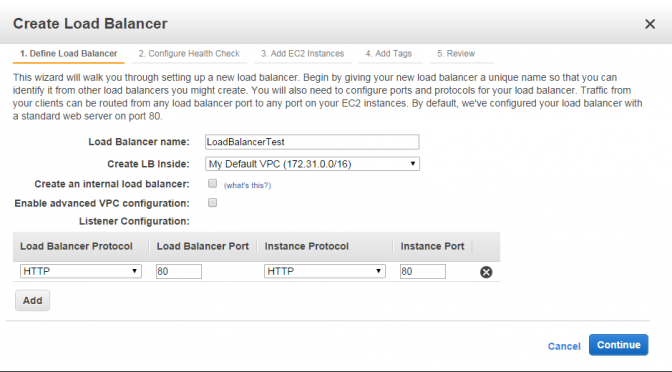 Create Load Balancer
1. Define Load Balancer 2. Configure Health Check 3. Add EC2 Instances 4. Add Tags 5. Review
This wizard will walk you through setting up a new load balancer. Begin by giving your new load balancer a unique name so that you can
identify it from other load balancers you might create. You will also need to configure ports and protocols for your load balancer. Traffic from
your clients can be routed from any load balancer port to any port on your EC2 instances. By default, we've configured your load balancer with
a standard web server on port 80.
Load Balancer name: LoadBalancerTest
Create LB Inside: My Default VPC (172.31.0.0/16)
Create an internal load balancer: (what's this?)
Enable advanced VPC configuration:
Listener Configuration:
Load Balancer Protocol Load Balancer Port Instance Protocol Instance Port
HTTP 80 HTTP 80
Add
Cancel Continue